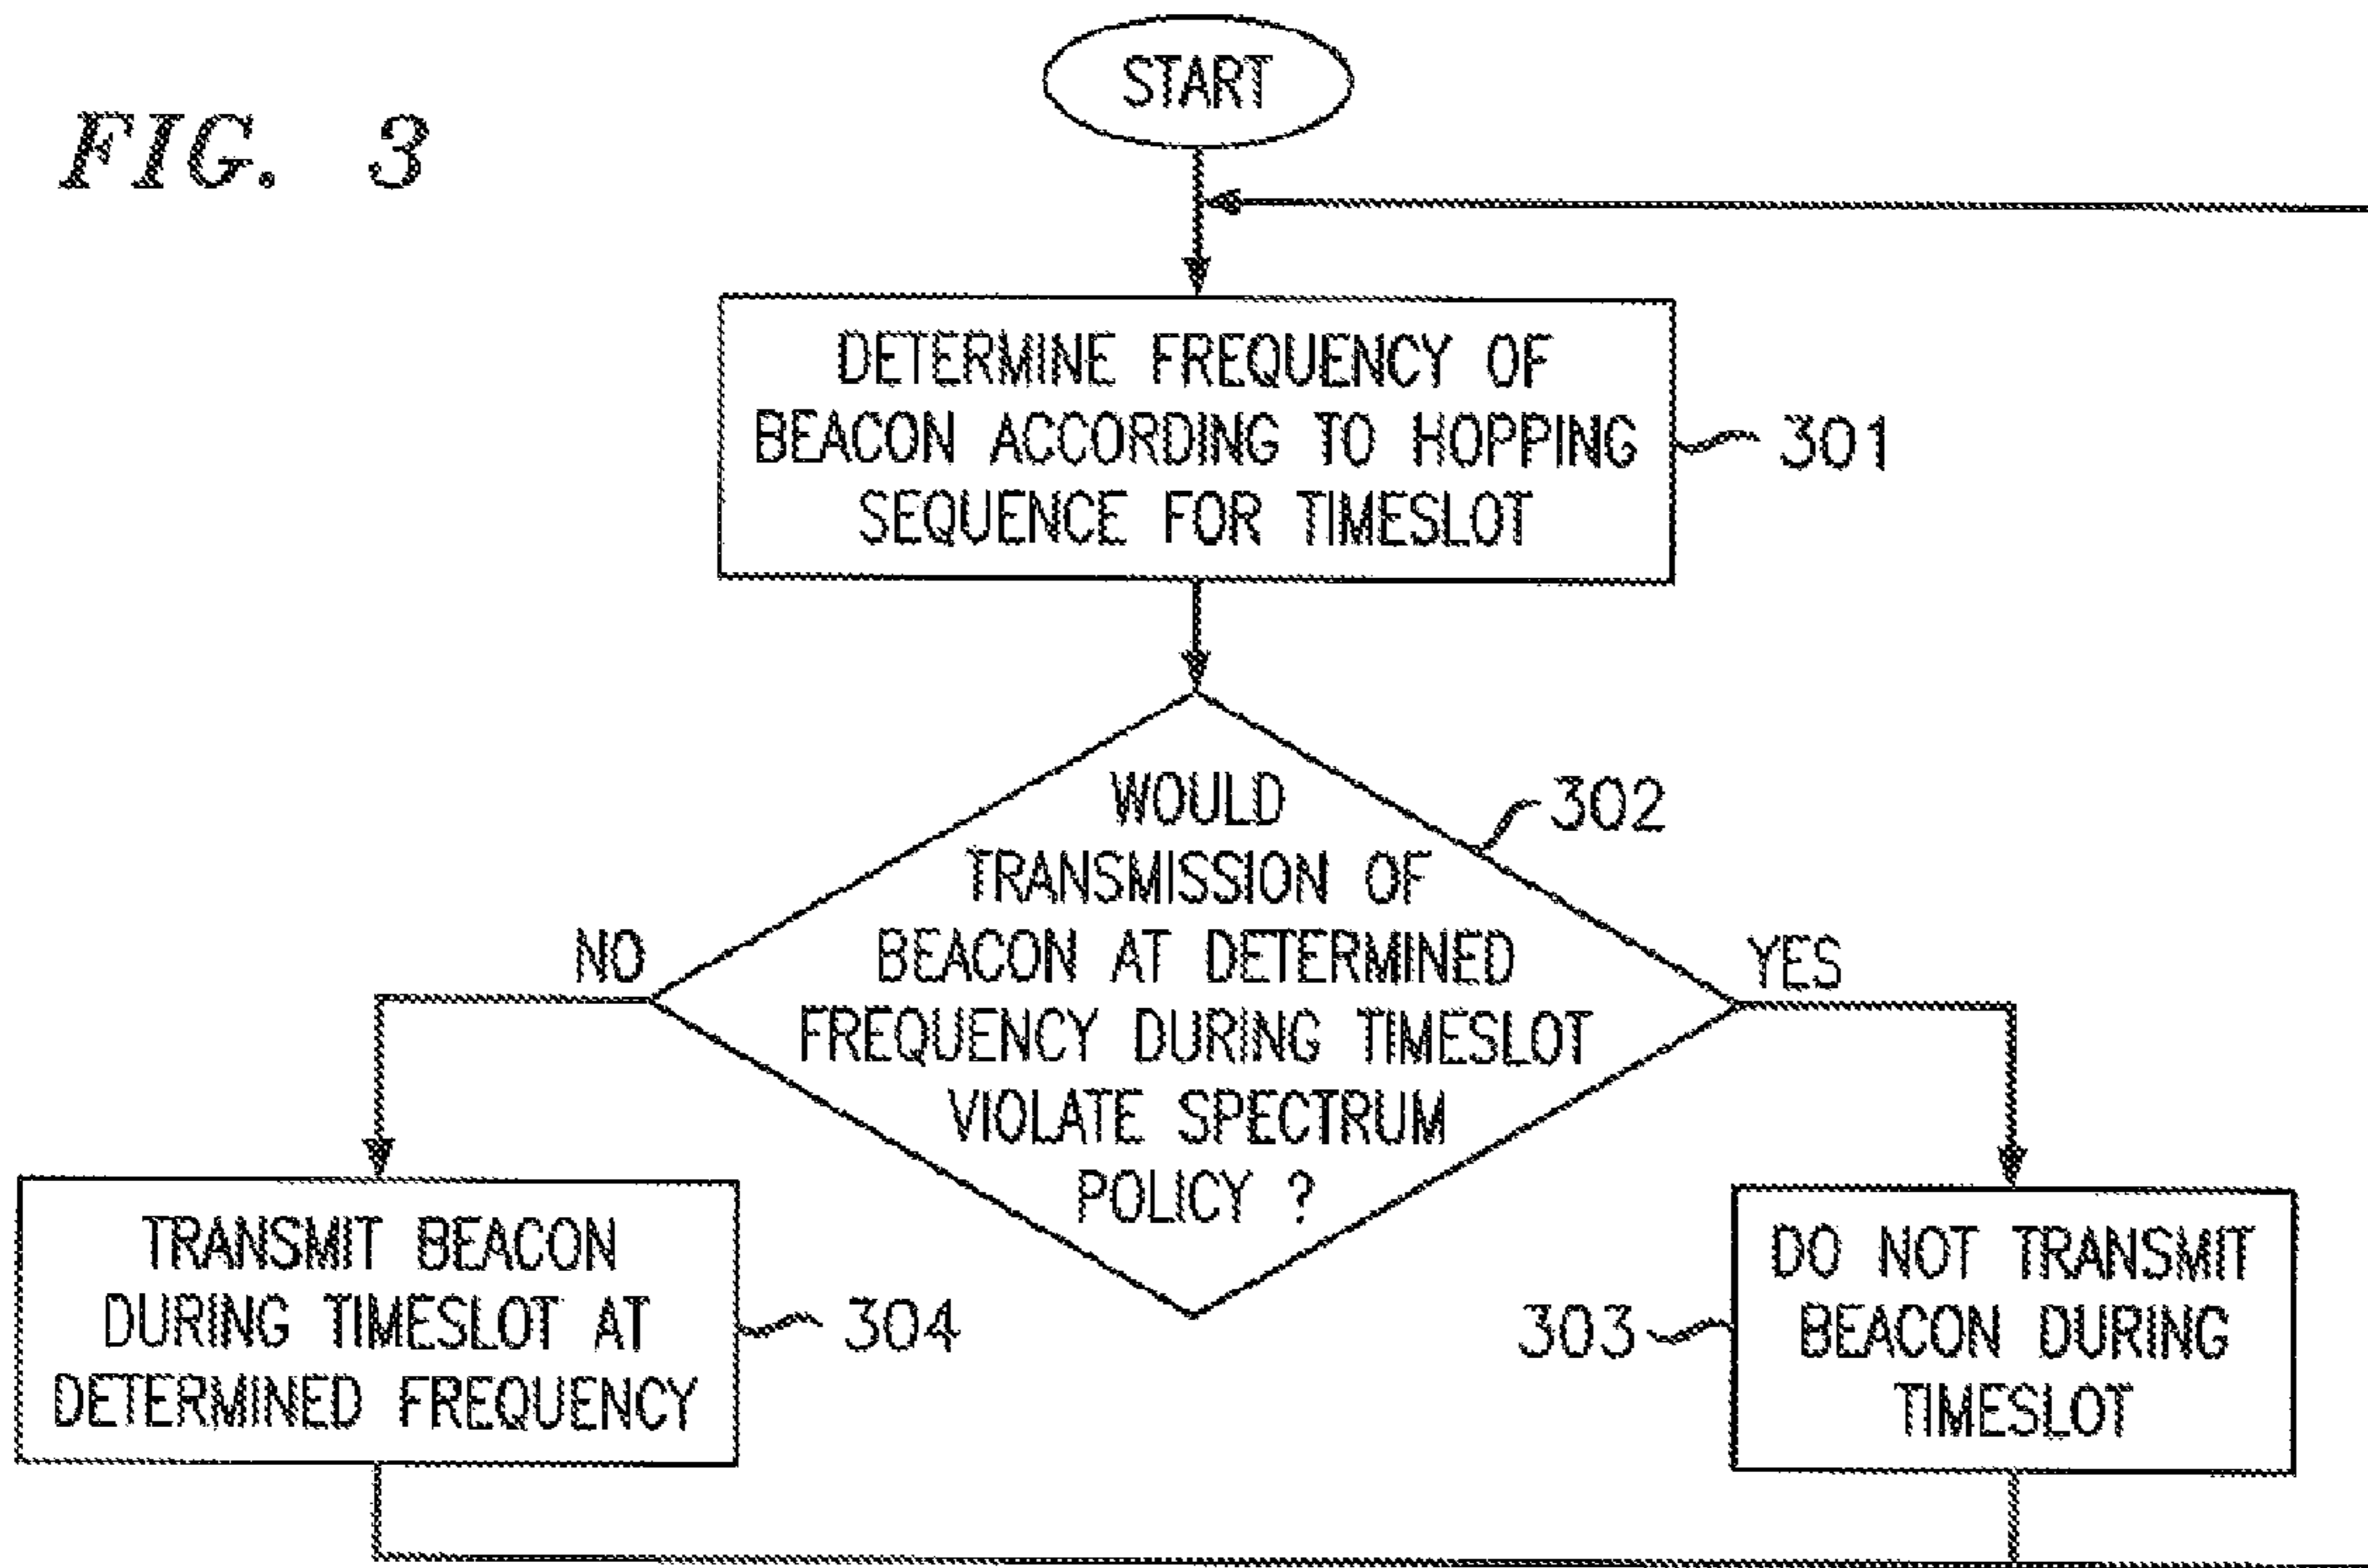 FIG. 3
START
DETERMINE FREQUENCY OF
BEACON ACCORDING TO HOPPING
SEQUENCE FOR TIMESLOT
301
WOULD
TRANSMISSION OF
BEACON AT DETERMINED
FREQUENCY DURING TIMESLOT
VIOLATE SPECTRUM
POLICY ?
302
NO
YES
TRANSMIT BEACON
DURING TIMESLOT AT
DETERMINED FREQUENCY
304
303
DO NOT TRANSMIT
BEACON DURING
TIMESLOT